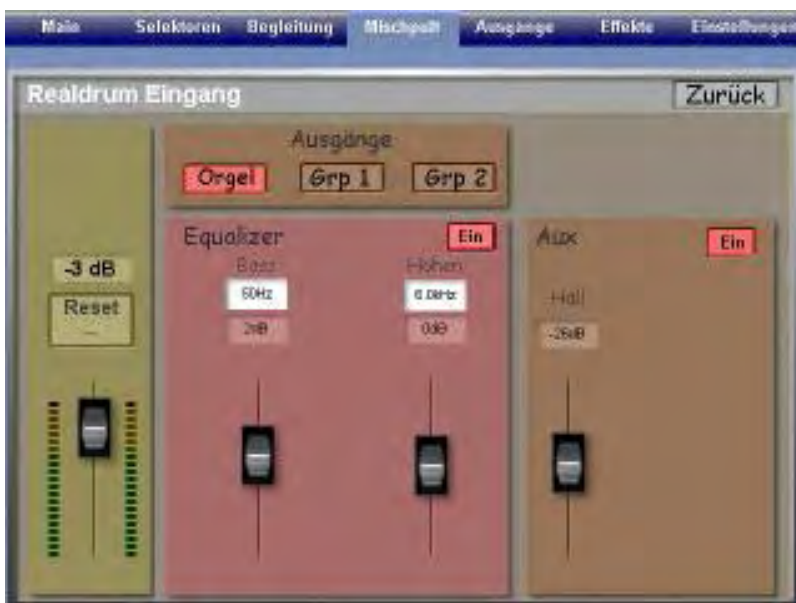 Main Selektoren Begleitung Mischpult Ausgänge Effekte Einstellungen
Realdrum Eingang Zurück
Ausgänge
Orgel Grp 1 Grp 2
Equalizer Ein Aux Ein
Bass Höhen
-3 dB 60Hz
Hall
Reset 2dB 0dB